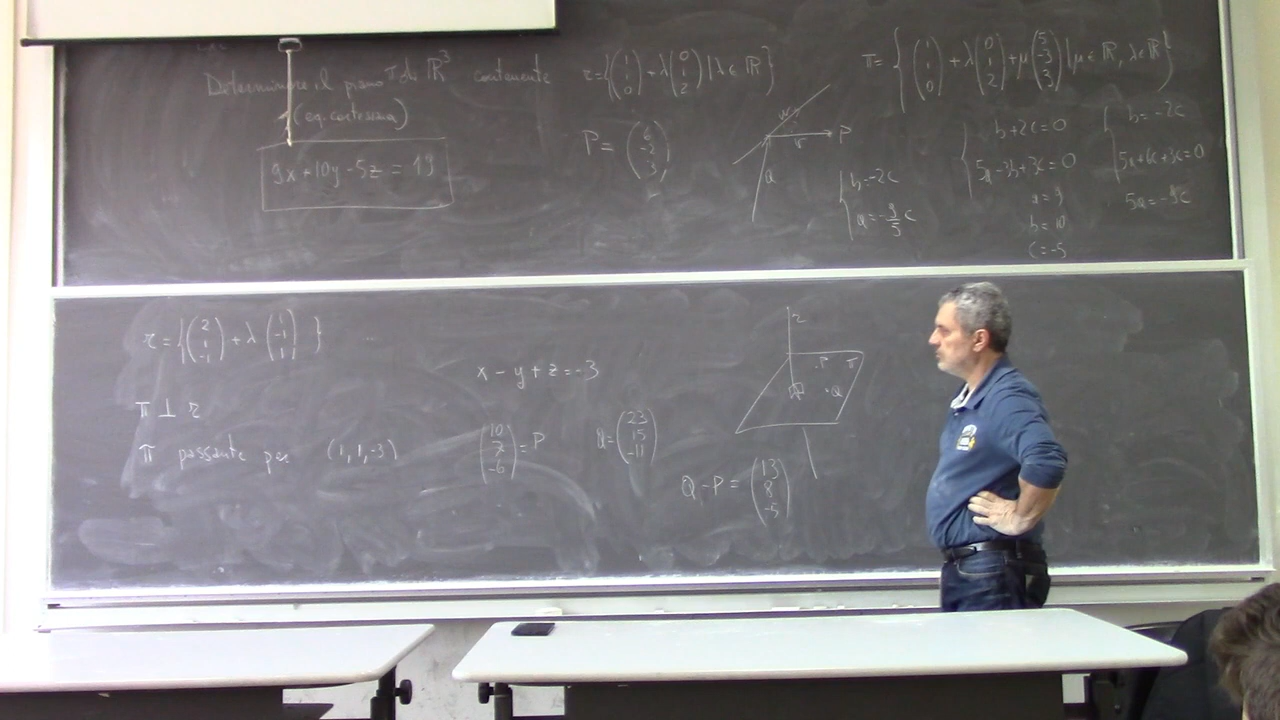 Determinare il piano π di ℝ³ contenente r = { (1 1 0) + λ (0 1 2) | λ ∈ ℝ }
(eq. cartesiana)
9x+10y-5z = 19
P = (6 -2 3)
w
v
P
Q
π = { (1 1 0) + λ (0 1 2) + μ (5 -3 3) | μ ∈ ℝ, λ ∈ ℝ }
{ b+2c=0
5a-3b+3c=0
a=9
b=10
c=-5
{ b=-2c
5a+6c+3c=0
5a=-9c
{ b=-2c
a=-9/5 c
r = { (2 1 -1) + λ (1 -1 1) } ...
π ⊥ r
π passante per (1,1,-3)
x - y + z = -3
(10 7 -6) = P
Q = (23 15 -11)
Q-P = (13 8 -5)
r
P
π
Q